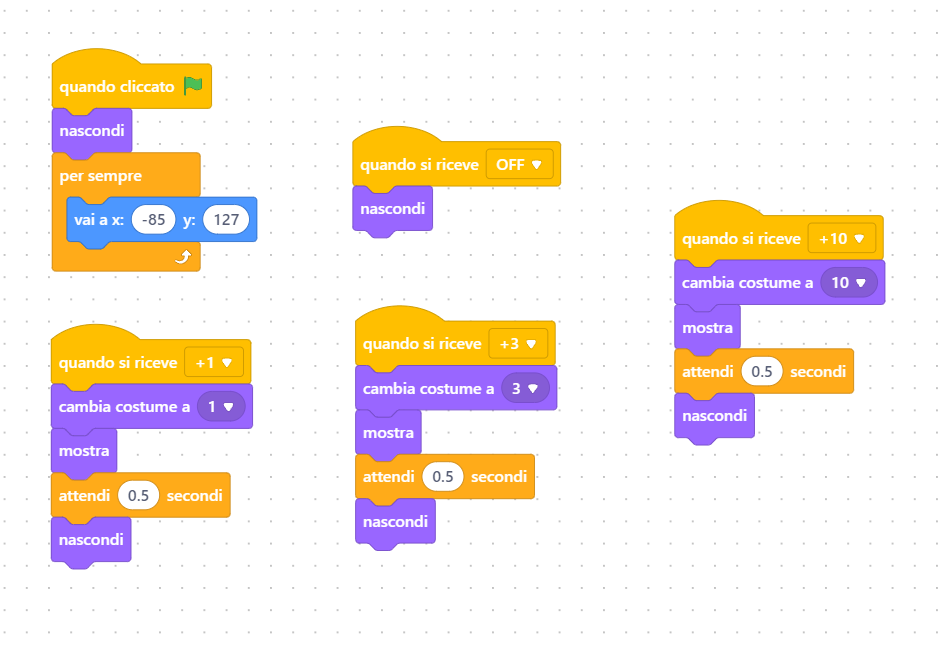 quando cliccato
nascondi
per sempre
vai a x: -85 y: 127
quando si riceve OFF
nascondi
quando si riceve +10
cambia costume a 10
mostra
attendi 0.5 secondi
nascondi
quando si riceve +1
cambia costume a 1
mostra
attendi 0.5 secondi
nascondi
quando si riceve +3
cambia costume a 3
mostra
attendi 0.5 secondi
nascondi